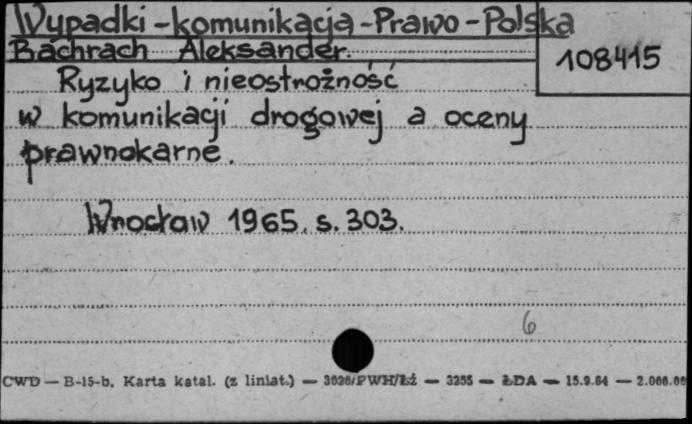 Wypadki - komunikacja - Prawo - Polska
Bachrach Aleksander.
108415
Ryzyko i nieostrożność
w komunikacji drogowej a oceny
prawnokarne.
Wrocław 1965. s. 303.
6
CWD — B-15-b. Karta katal. (z liniat.) — 3020/PWH/Łź — 3255 — ŁDA — 15.9.64 — 2.000.00